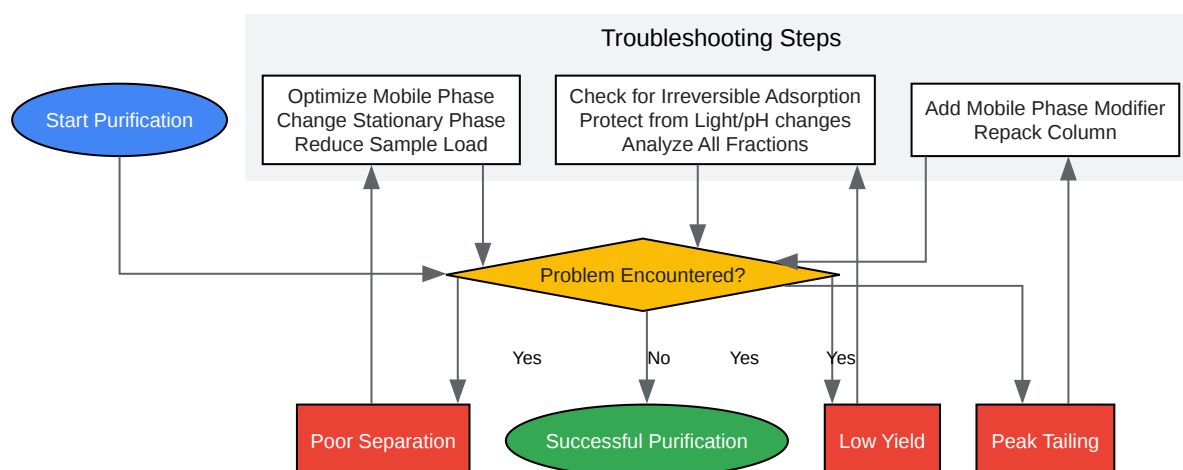 Troubleshooting Steps
Start Purification
Optimize Mobile Phase
Change Stationary Phase
Reduce Sample Load
Check for Irreversible Adsorption
Protect from Light/pH changes
Analyze All Fractions
Add Mobile Phase Modifier
Repack Column
Problem Encountered?
Yes
No
Yes
Yes
Poor Separation
Successful Purification
Low Yield
Peak Tailing